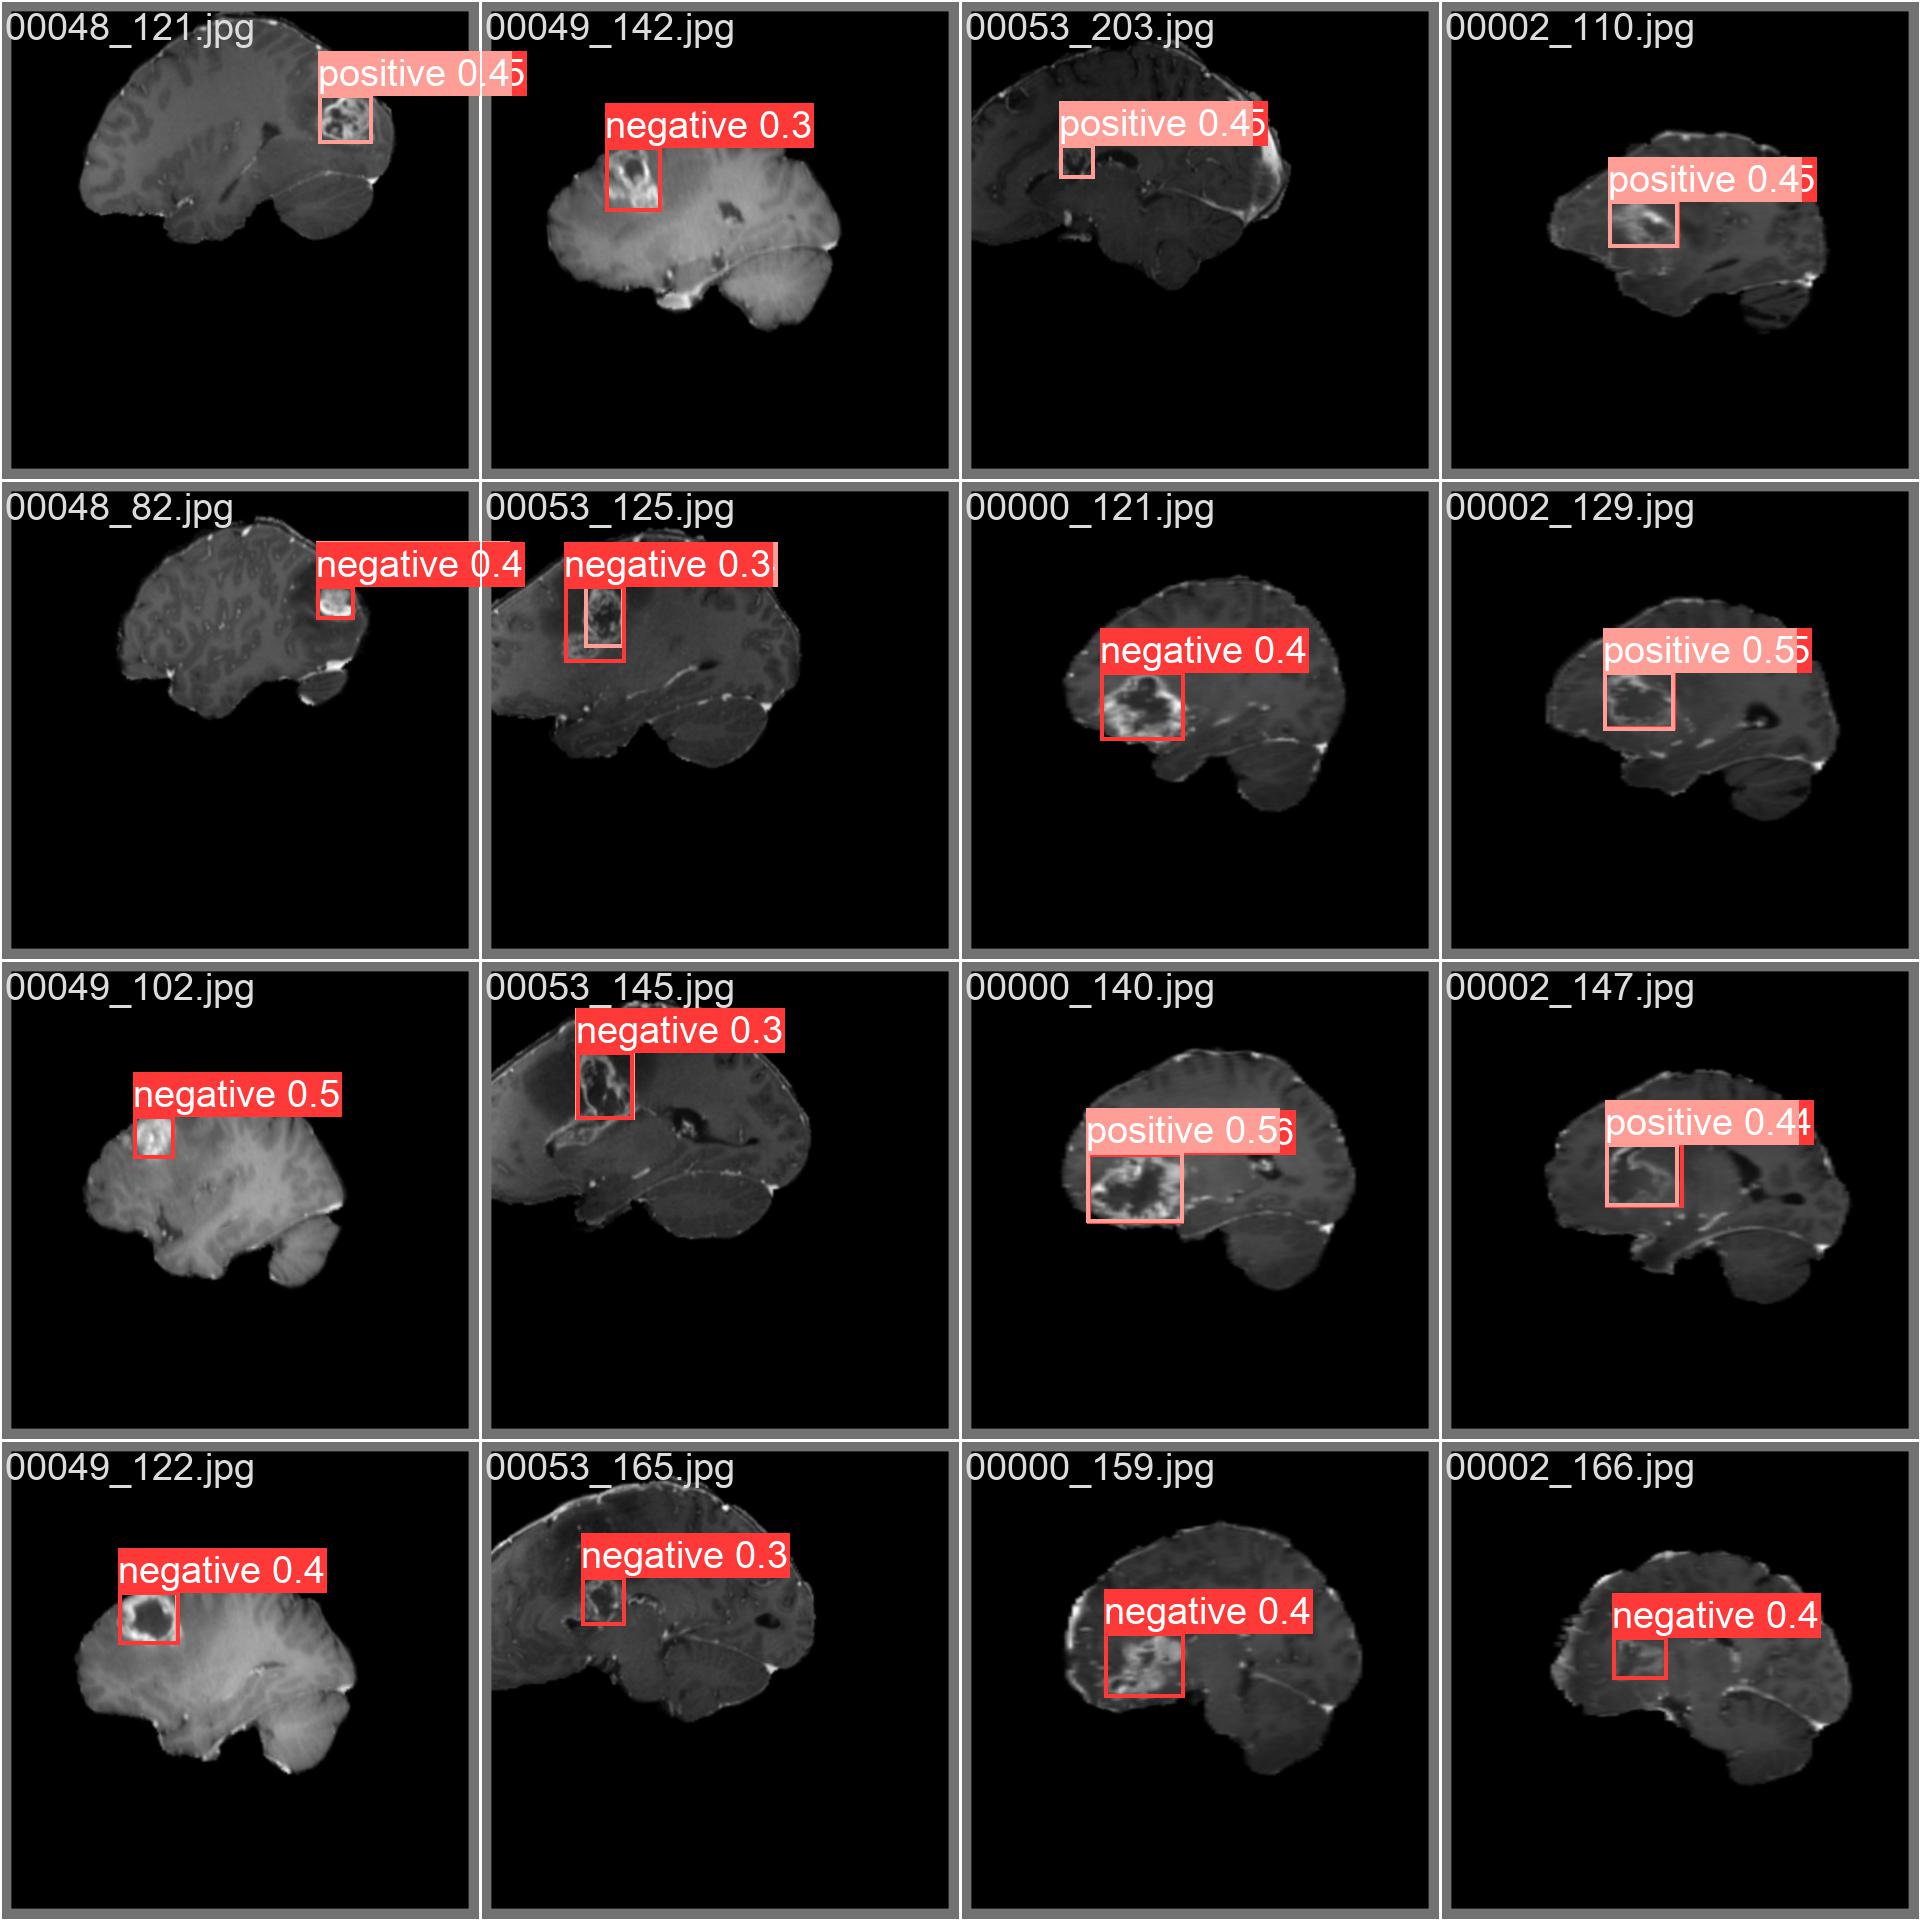 00048_121.jpg
positive 0.45
00049_142.jpg
negative 0.3
00053_203.jpg
positive 0.45
00002_110.jpg
positive 0.45
00048_82.jpg
negative 0.4
00053_125.jpg
negative 0.3
00000_121.jpg
negative 0.4
00002_129.jpg
positive 0.55
00049_102.jpg
negative 0.5
00053_145.jpg
negative 0.3
00000_140.jpg
positive 0.56
00002_147.jpg
positive 0.44
00049_122.jpg
negative 0.4
00053_165.jpg
negative 0.3
00000_159.jpg
negative 0.4
00002_166.jpg
negative 0.4